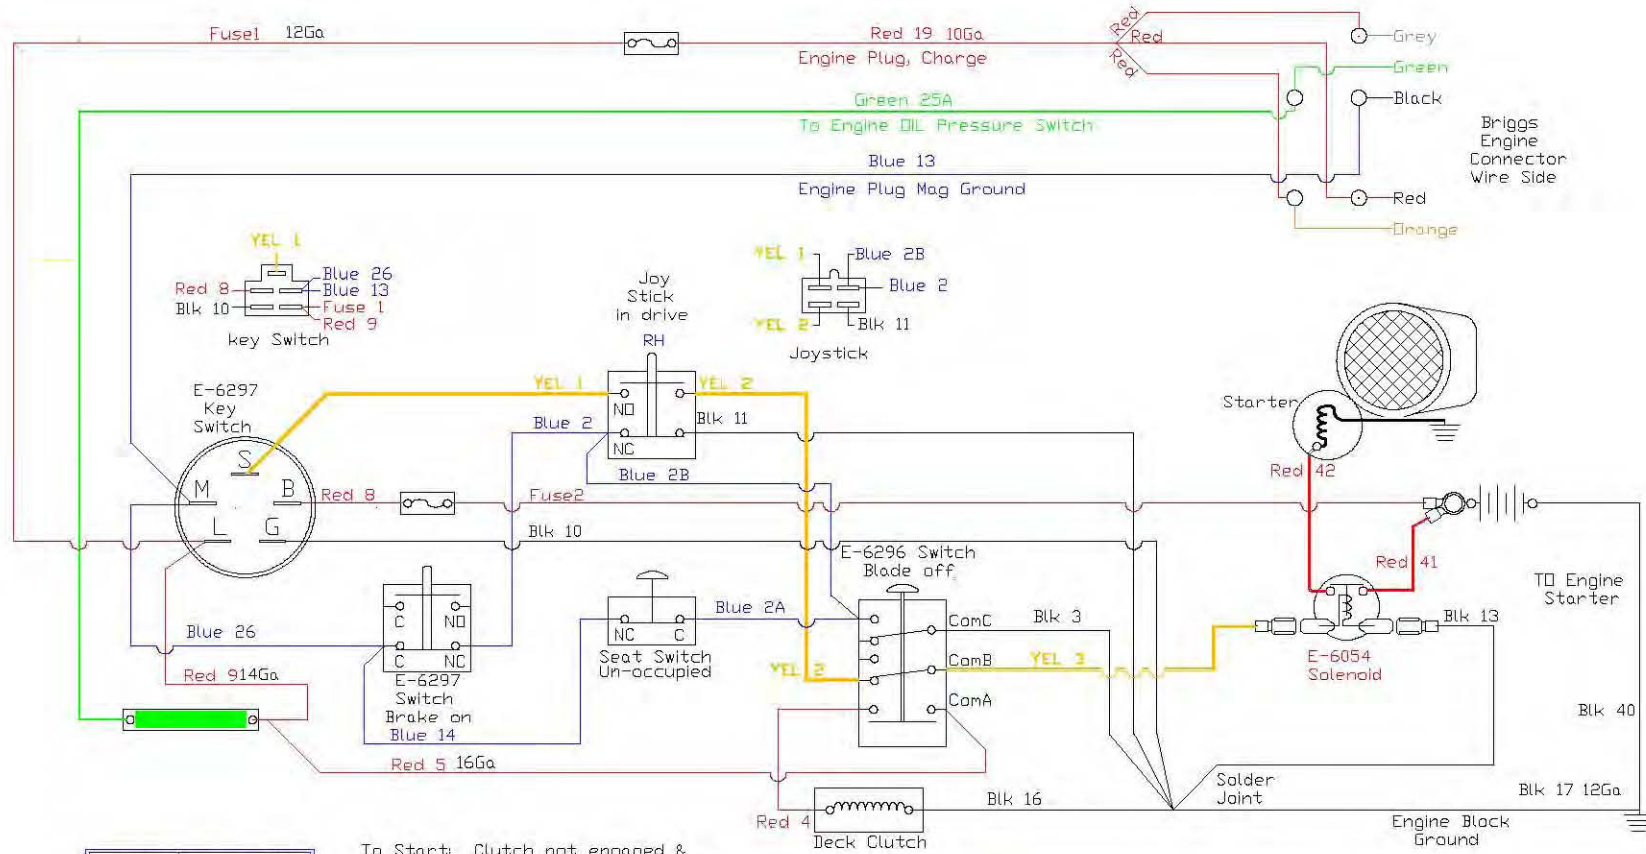 Fuse1 12Ga
Red 19 10Ga
Engine Plug, Charge
Red
Red
Red
Grey
Green
Black
Green 25A
To Engine OIL Pressure Switch
Blue 13
Engine Plug Mag Ground
Briggs
Engine
Connector
Wire Side
Red
Orange
YEL 1
Red 8
Blk 10
Blue 26
Blue 13
Fuse 1
Red 9
key Switch
Joy
Stick
in drive
RH
YEL 1
Blue 2B
Blue 2
YEL 2
Blk 11
Joystick
E-6297
Key
Switch
S
M
B
L
G
YEL 1
NO
NC
YEL 2
Blk 11
Blue 2
Blue 2B
Starter
Red 42
Red 8
Fuse2
Blk 10
Red 41
E-6296 Switch
Blade off
TO Engine
Starter
C
NO
C
NC
E-6297
Switch
Brake on
Blue 26
Blue 14
NC
C
Seat Switch
Un-occupied
Blue 2A
ComC
ComB
ComA
Blk 3
YEL 2
YEL 3
Blk 13
E-6054
Solenoid
Red 9 14Ga
Red 5 16Ga
Blk 40
Solder
Joint
Blk 17 12Ga
Red 4
Deck Clutch
Blk 16
Engine Block
Ground
To Start: Clutch not engaged &